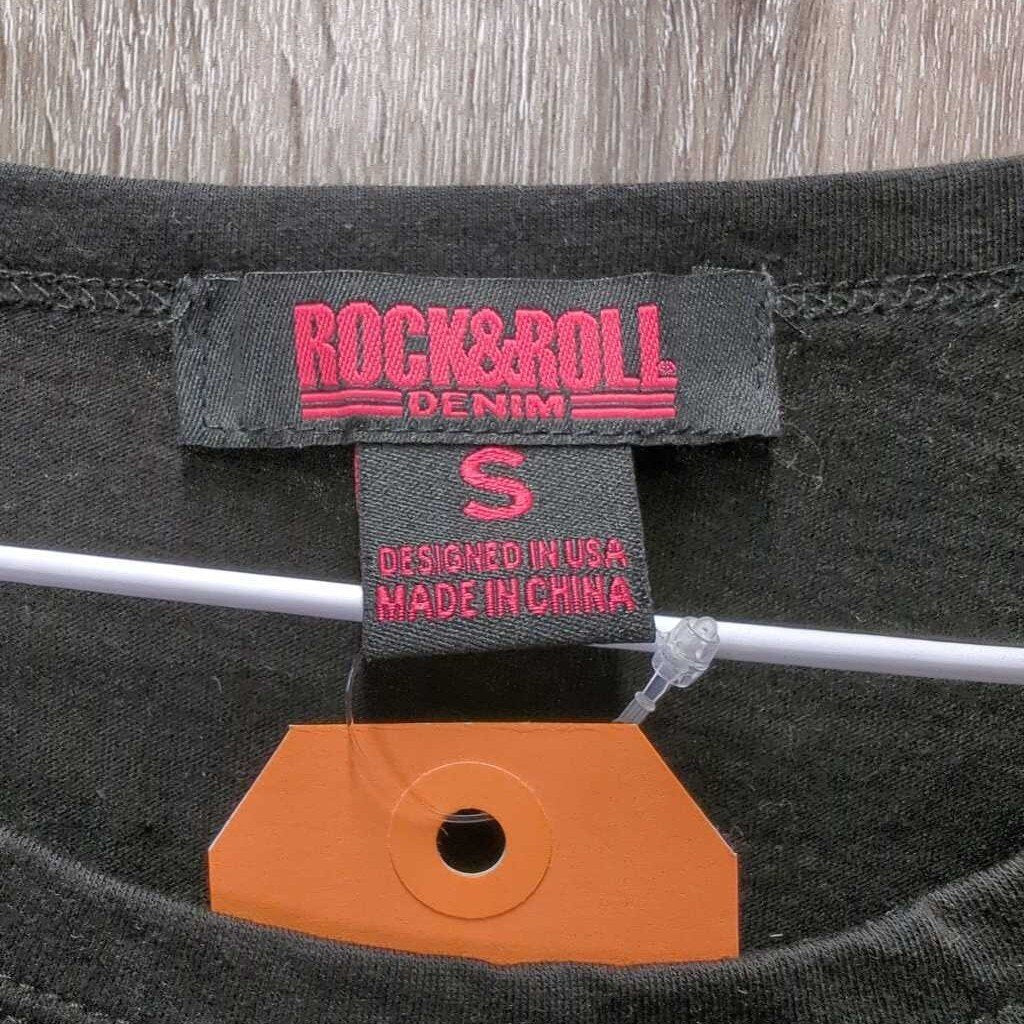 ROCK&ROLL
DENIM
S
DESIGNED IN USA
MADE IN CHINA